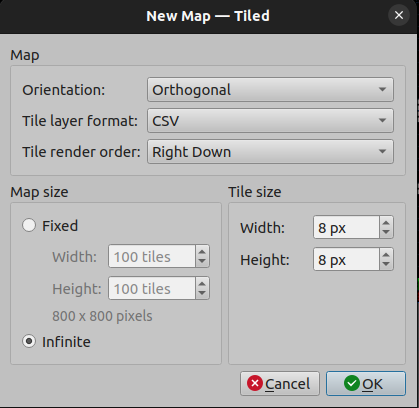 New Map — Tiled
Map
Orientation: Orthogonal
Tile layer format: CSV
Tile render order: Right Down
Map size
Fixed
Width: 100 tiles
Height: 100 tiles
800 x 800 pixels
Infinite
Tile size
Width: 8 px
Height: 8 px
Cancel OK